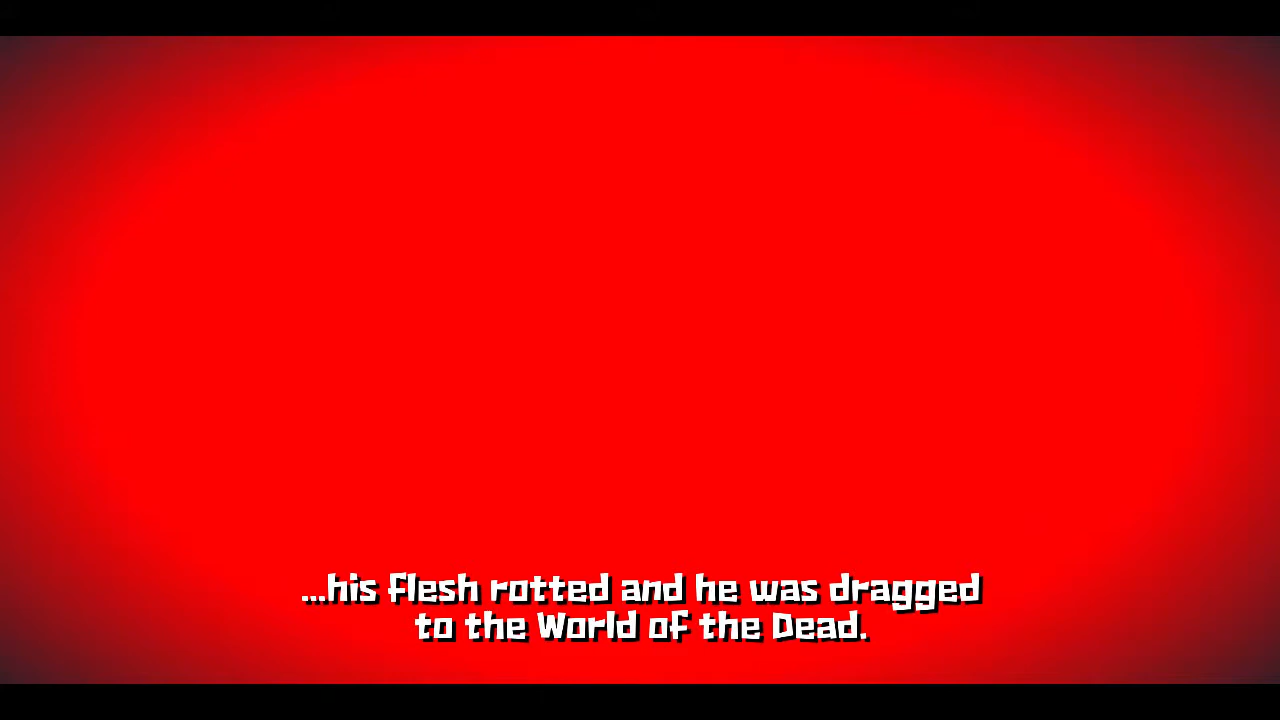 ...his flesh rotted and he was dragged
to the World of the Dead.